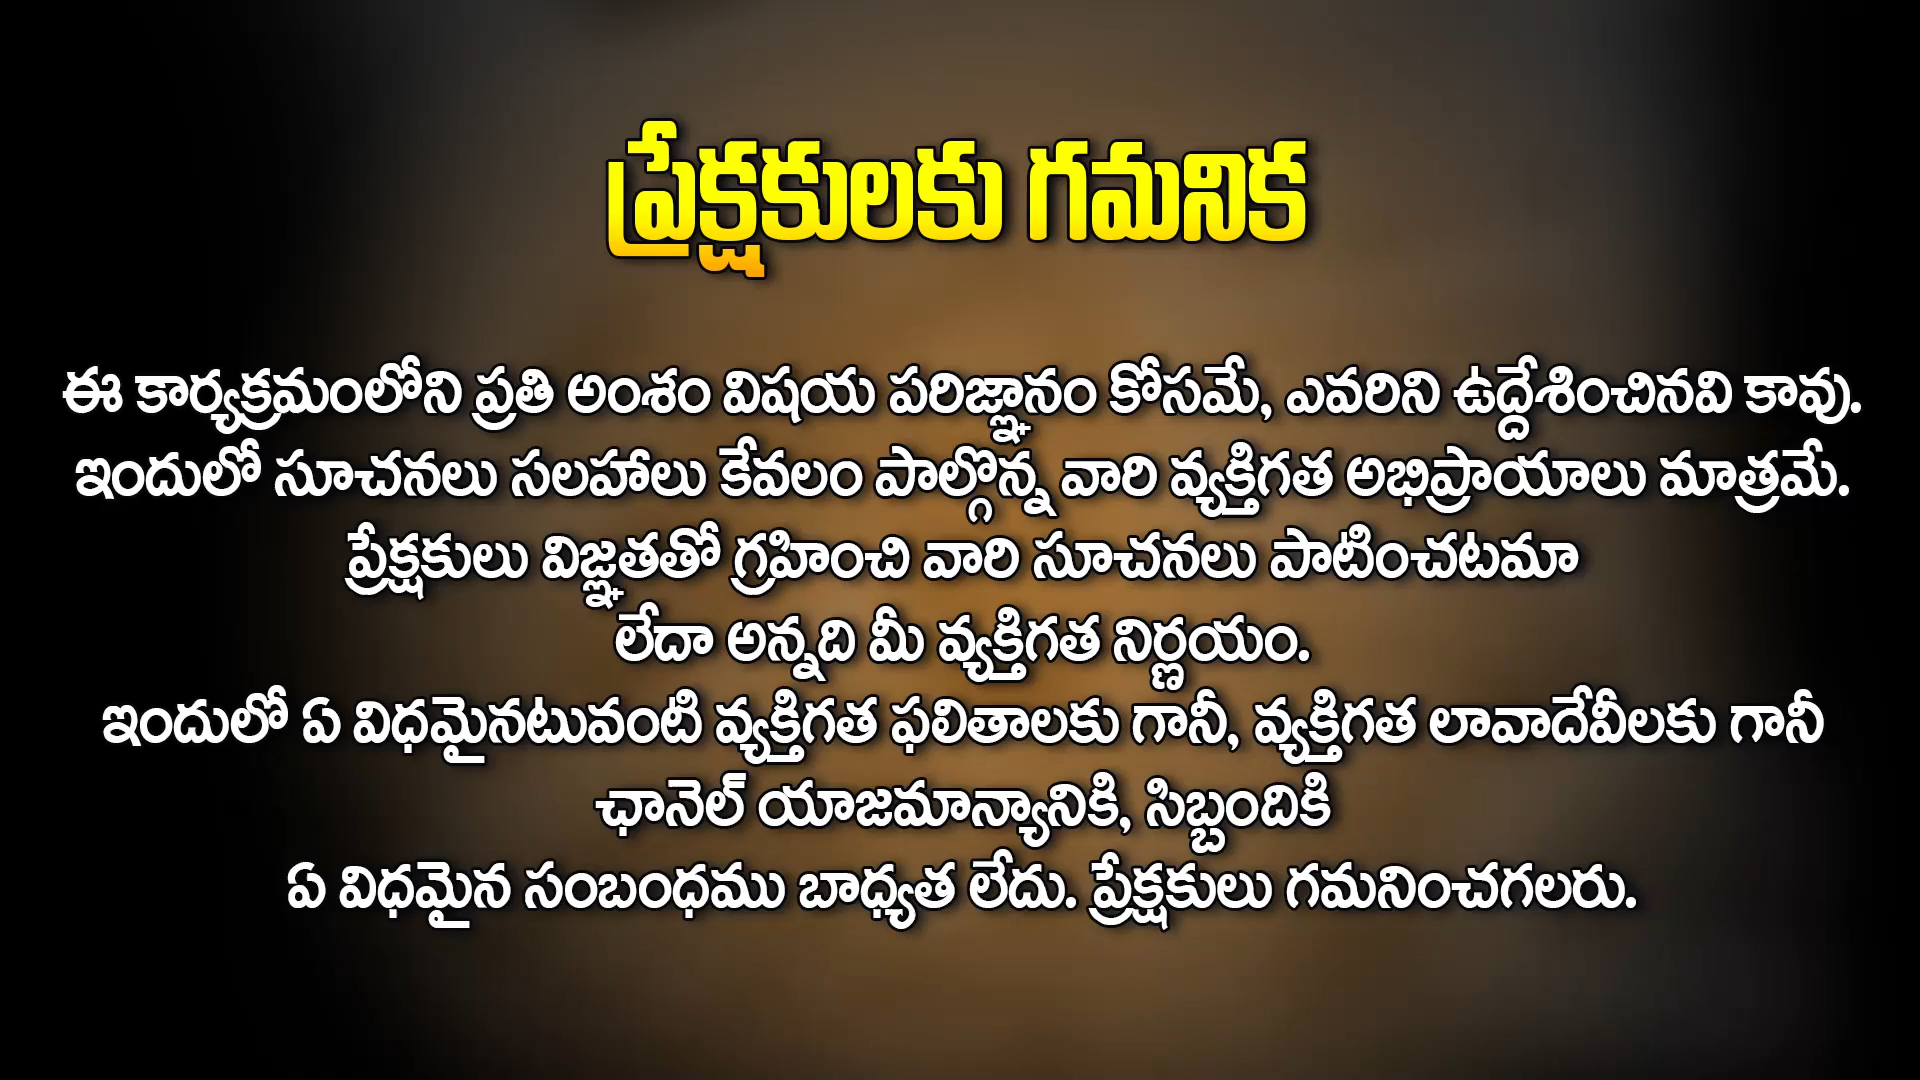 ప్రేక్షకులకు గమనిక
ఈ కార్యక్రమంలోని ప్రతి అంశం విషయ పరిజ్ఞానం కోసమే, ఎవరిని ఉద్దేశించినవి కావు.
ఇందులో సూచనలు సలహాలు కేవలం పాల్గొన్న వారి వ్యక్తిగత అభిప్రాయాలు మాత్రమే.
ప్రేక్షకులు విజ్ఞతతో గ్రహించి వారి సూచనలు పాటించటమా
లేదా అన్నది మీ వ్యక్తిగత నిర్ణయం.
ఇందులో ఏ విధమైనటువంటి వ్యక్తిగత ఫలితాలకు గానీ, వ్యక్తిగత లావాదేవీలకు గానీ
ఛానెల్ యాజమాన్యానికి, సిబ్బందికి
ఏ విధమైన సంబంధము బాధ్యత లేదు. ప్రేక్షకులు గమనించగలరు.